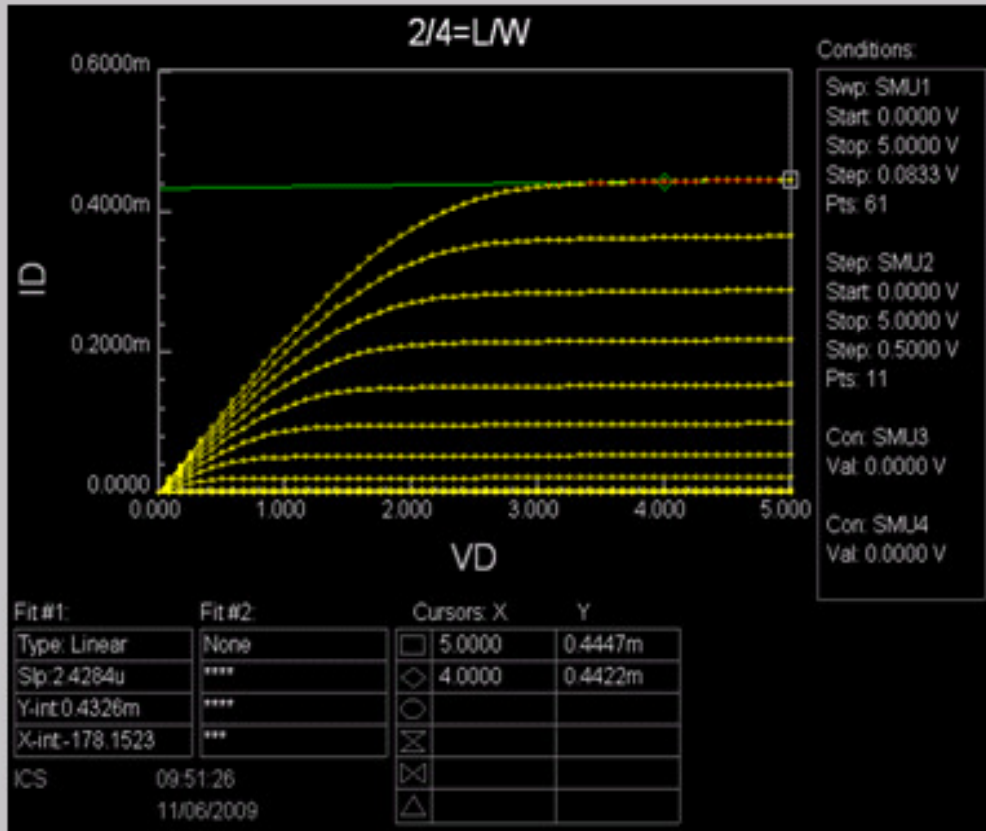 2/4=L/W
0.6000m
0.4000m
0.2000m
0.0000
ID
0.000 1.000 2.000 3.000 4.000 5.000
VD
Conditions:
Swp: SMU1
Start: 0.0000 V
Stop: 5.0000 V
Step: 0.0833 V
Pts: 61
Step: SMU2
Start: 0.0000 V
Stop: 5.0000 V
Step: 0.5000 V
Pts: 11
Con: SMU3
Val: 0.0000 V
Con: SMU4
Val: 0.0000 V
Fit #1: Fit #2: Cursors: X Y
Type: Linear None 5.0000 0.4447m
Slp:2.4284u **** 4.0000 0.4422m
Y-int:0.4326m ****
X-int:-178.1523 ***
ICS 09:51:26
11/06/2009